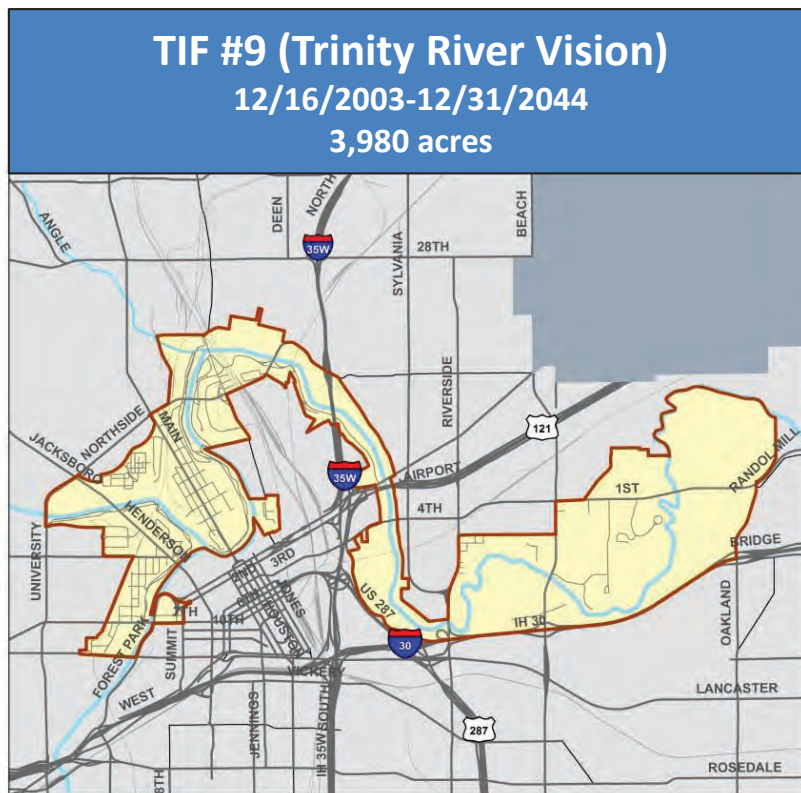 TIF #9 (Trinity River Vision)
12/16/2003-12/31/2044
3,980 acres
ANGLE
DEEN
NORTH
35W
SYLVANIA
BEACH
28TH
RIVERSIDE
NORTHSIDE
MAIN
JACKSBORO
HENDERSON
UNIVERSITY
35W
AIRPORT
121
1ST
RANDOL MILL
4TH
3RD
2ND
BRIDGE
US 287
JONES
HOUSTON
7TH
10TH
IH 30
30
OAKLAND
FOREST PARK
SUMMIT
VICKERY
WEST
LANCASTER
JENNINGS
IH 35W SOUTH
287
ROSEDALE
8TH